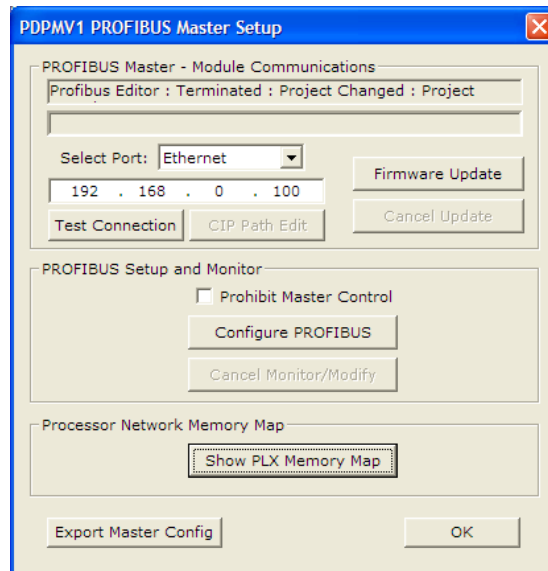 PDPMV1 PROFIBUS Master Setup
PROFIBUS Master - Module Communications
Profibus Editor : Terminated : Project Changed : Project
Select Port: Ethernet
192 . 168 . 0 . 100
Firmware Update
Test Connection CIP Path Edit Cancel Update
PROFIBUS Setup and Monitor
Prohibit Master Control
Configure PROFIBUS
Cancel Monitor/Modify
Processor Network Memory Map
Show PLX Memory Map
Export Master Config OK